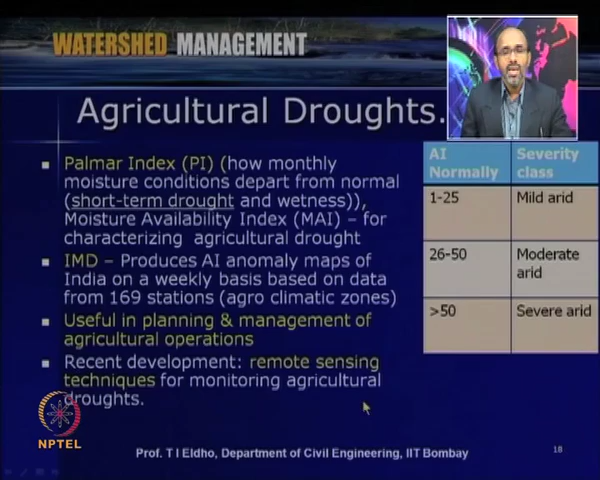 WATERSHED MANAGEMENT
Agricultural Droughts.
Palmar Index (PI) (how monthly
moisture conditions depart from normal
(short-term drought and wetness)),
Moisture Availability Index (MAI) – for
characterizing agricultural drought
IMD – Produces AI anomaly maps of
India on a weekly basis based on data
from 169 stations (agro climatic zones)
Useful in planning & management of
agricultural operations
Recent development: remote sensing
techniques for monitoring agricultural
droughts.
AI Severity
Normally class
1-25 Mild arid
26-50 Moderate
arid
>50 Severe arid
NPTEL
Prof. T I Eldho, Department of Civil Engineering, IIT Bombay
18